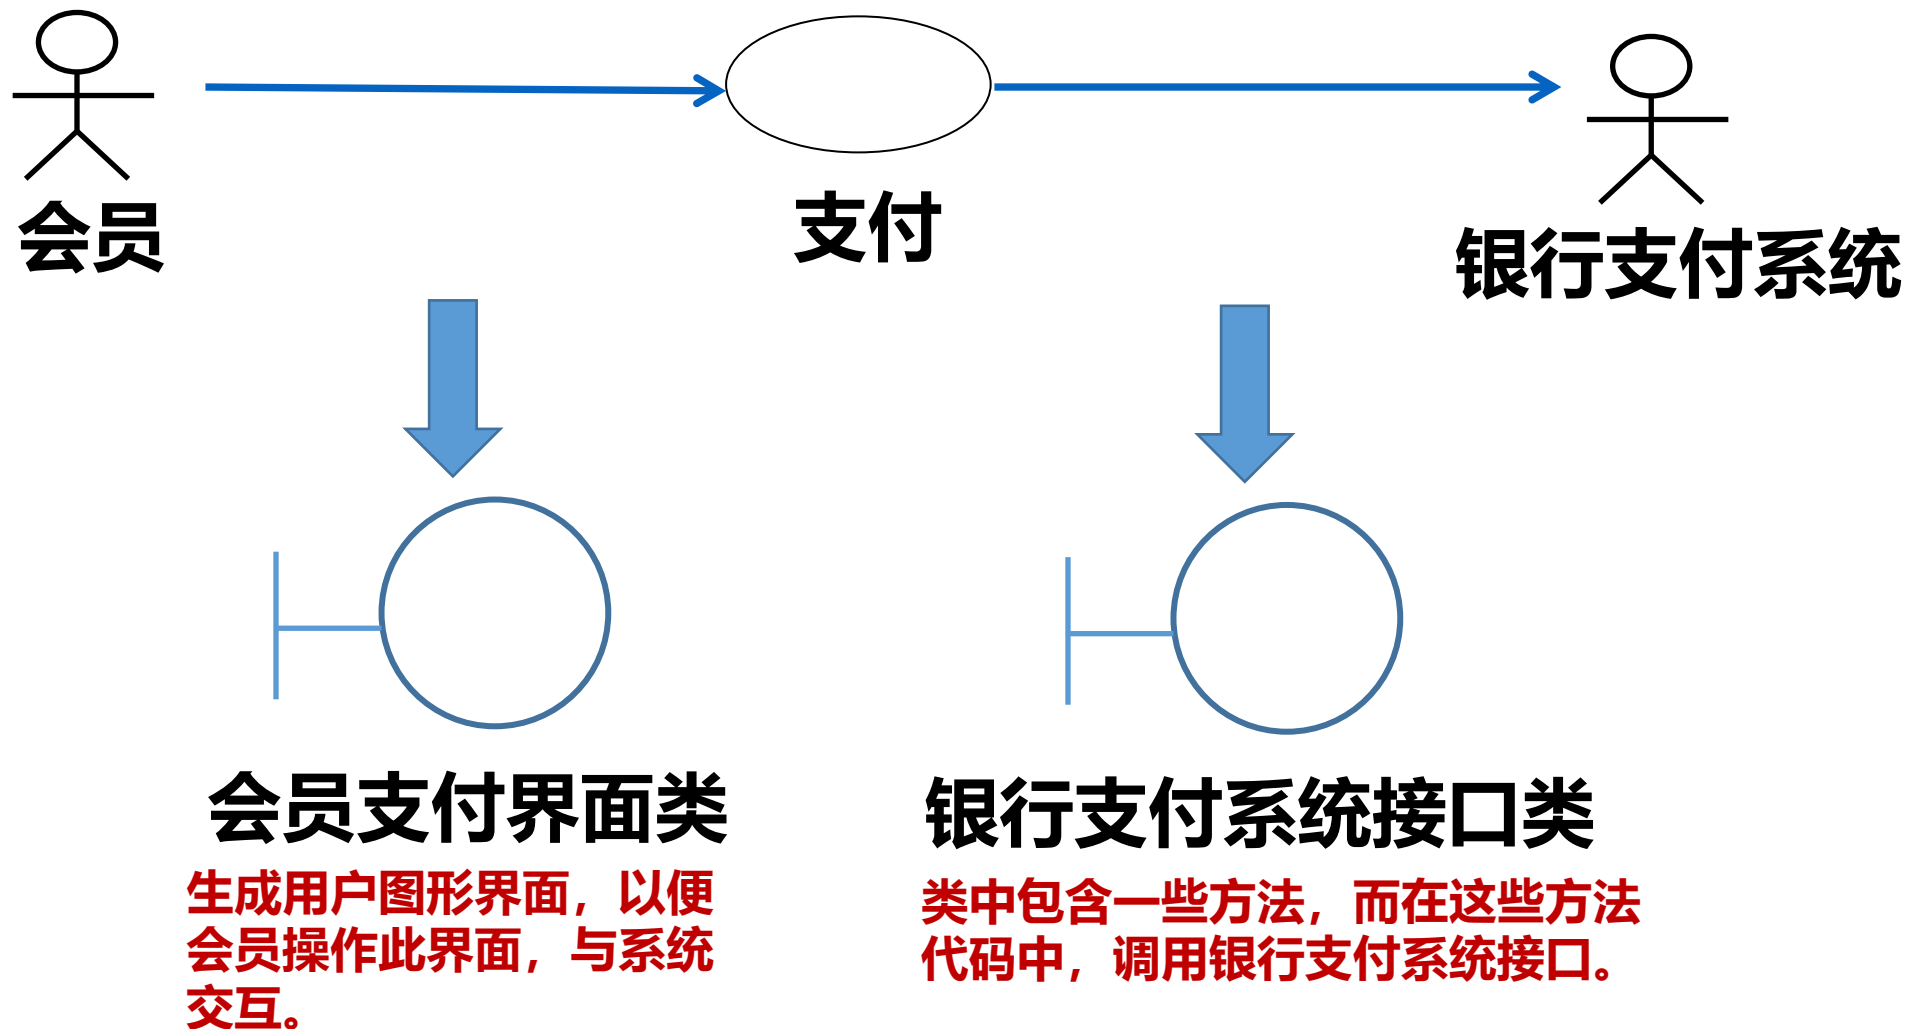 会员
支付
银行支付系统
会员支付界面类
生成用户图形界面，以便
会员操作此界面，与系统
交互。
银行支付系统接口类
类中包含一些方法，而在这些方法
代码中，调用银行支付系统接口。